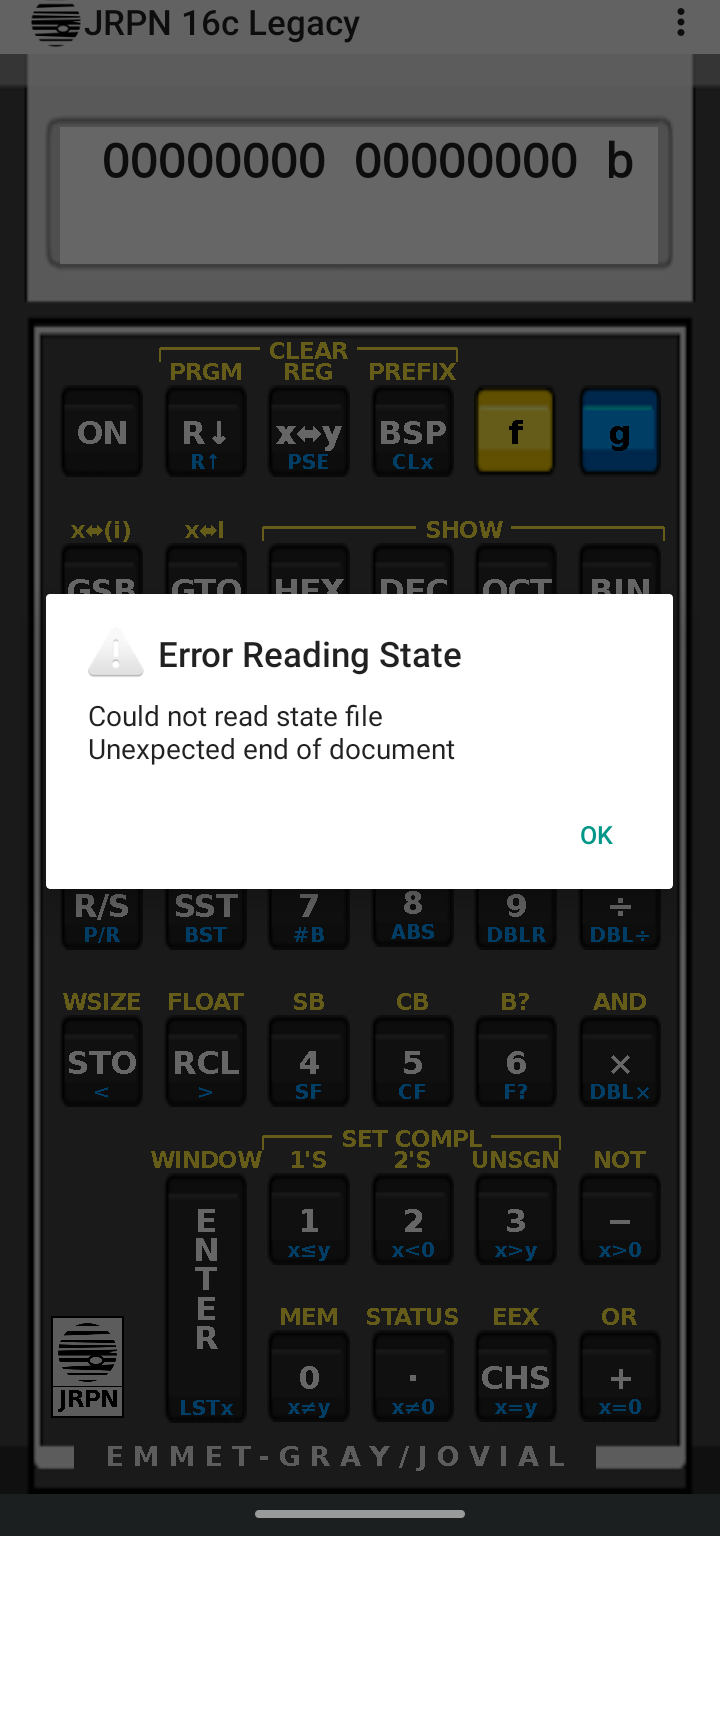 JRPN 16c Legacy
00000000 00000000 b
CLEAR
PRGM REG PREFIX
ON R↓ x⬌y BSP f g
R↑ PSE CLx
x⬌(i) x⬌I SHOW
GSB GTO HEX DEC OCT BIN
Error Reading State
Could not read state file
Unexpected end of document
OK
R/S SST 7 8 9 ÷
P/R BST #B ABS DBLR DBL÷
WSIZE FLOAT SB CB B? AND
STO RCL 4 5 6 ×
< > SF CF F? DBL×
SET COMPL
WINDOW 1'S 2'S UNSGN NOT
ENTER 1 2 3 −
x≤y x<0 x>y x>0
MEM STATUS EEX OR
0 · CHS +
LSTx x≠y x≠0 x=y x=0
JRPN
EMMET-GRAY/JOVIAL